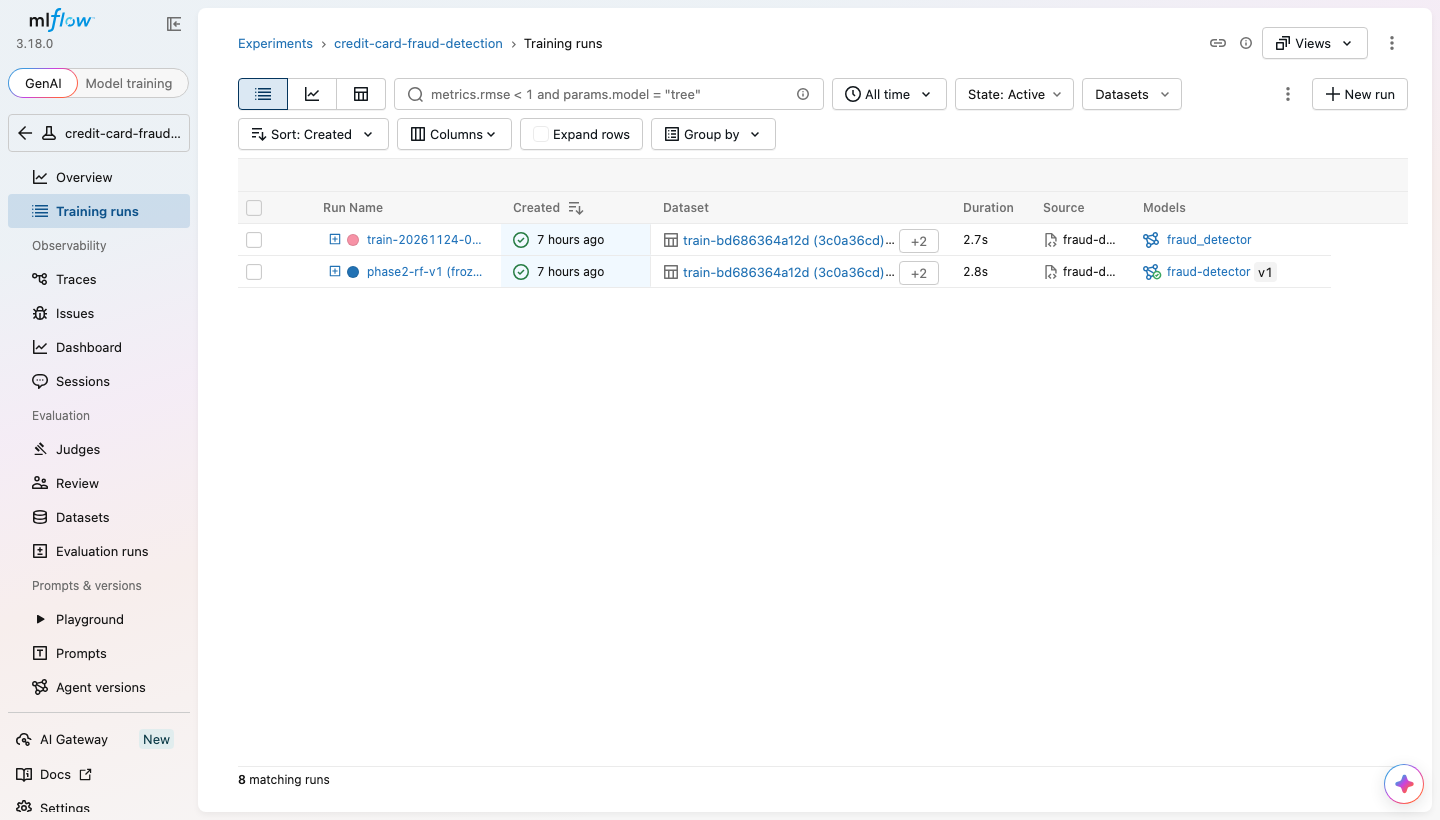 mlflow
3.18.0
GenAI
Model training
credit-card-fraud...
Overview
Training runs
Observability
Traces
Issues
Dashboard
Sessions
Evaluation
Judges
Review
Datasets
Evaluation runs
Prompts & versions
Playground
Prompts
Agent versions
AI Gateway New
Docs
Settings
Experiments › credit-card-fraud-detection › Training runs
Views
metrics.rmse < 1 and params.model = "tree"
All time
State: Active
Datasets
New run
Sort: Created
Columns
Expand rows
Group by
Run Name Created Dataset Duration Source Models
train-20261124-0... 7 hours ago train-bd686364a12d (3c0a36cd)... +2 2.7s fraud-d... fraud_detector
phase2-rf-v1 (froz... 7 hours ago train-bd686364a12d (3c0a36cd)... +2 2.8s fraud-d... fraud-detector v1
8 matching runs